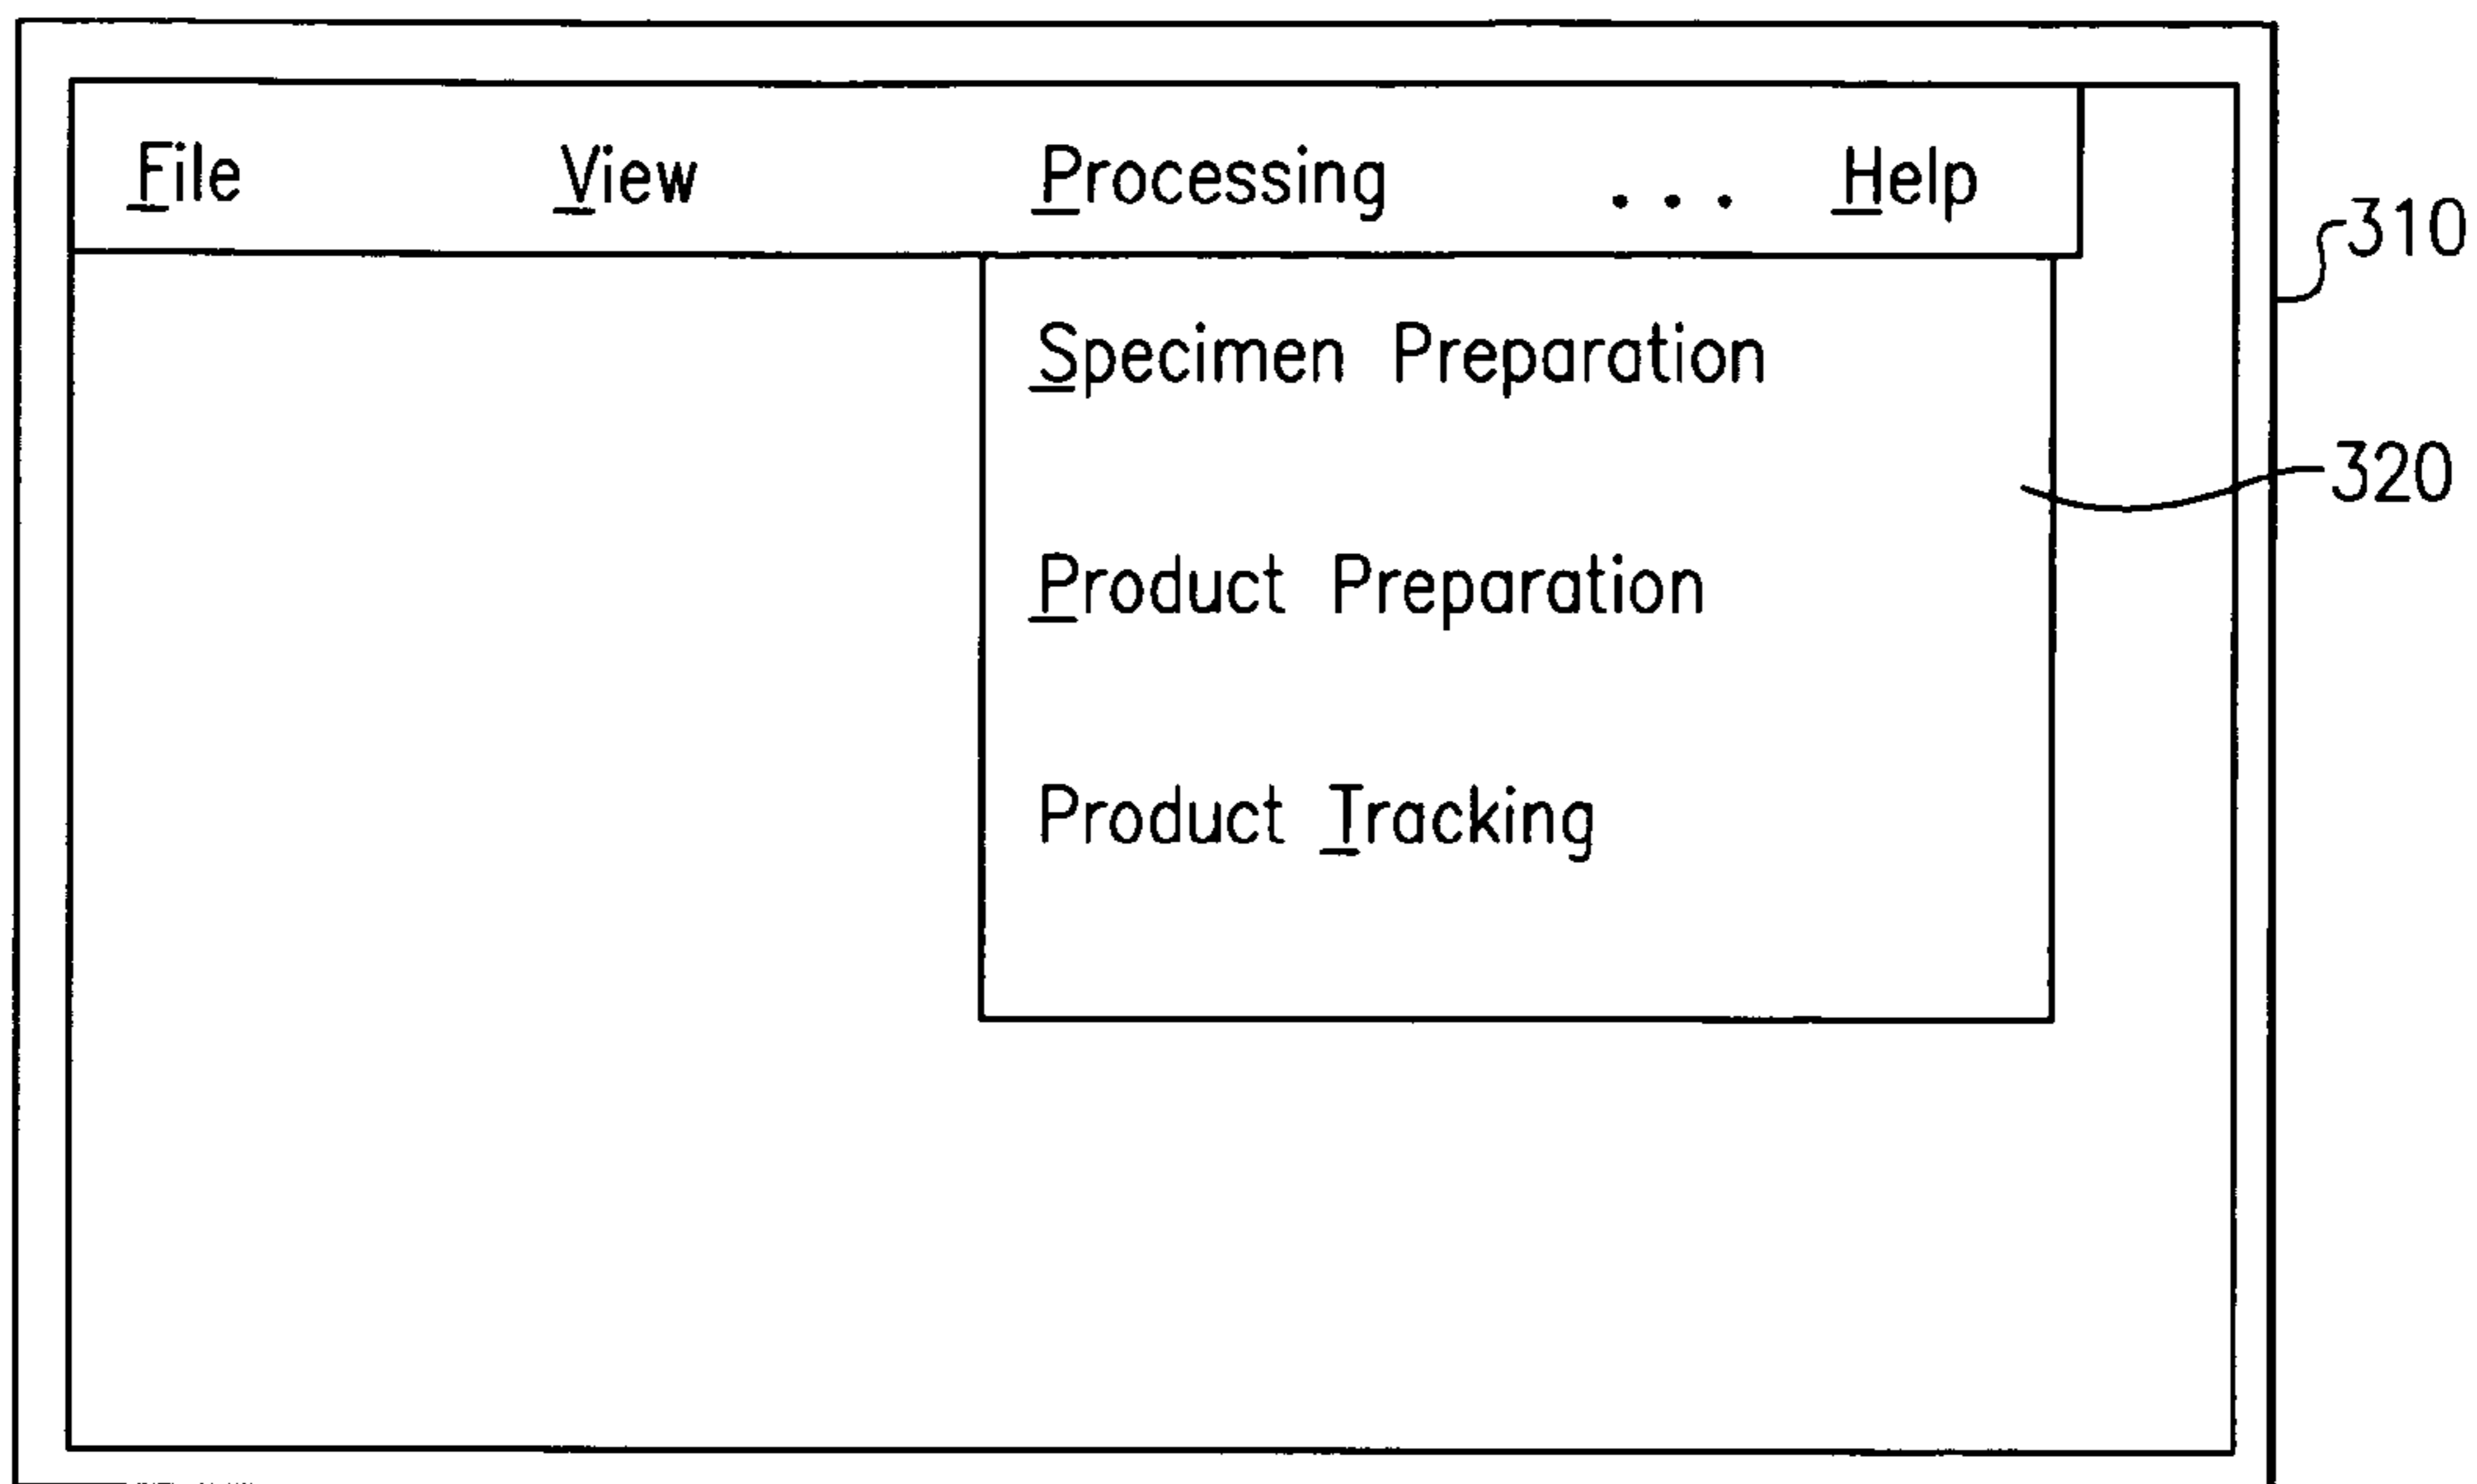 File View Processing ... Help
310
Specimen Preparation
320
Product Preparation
Product Tracking